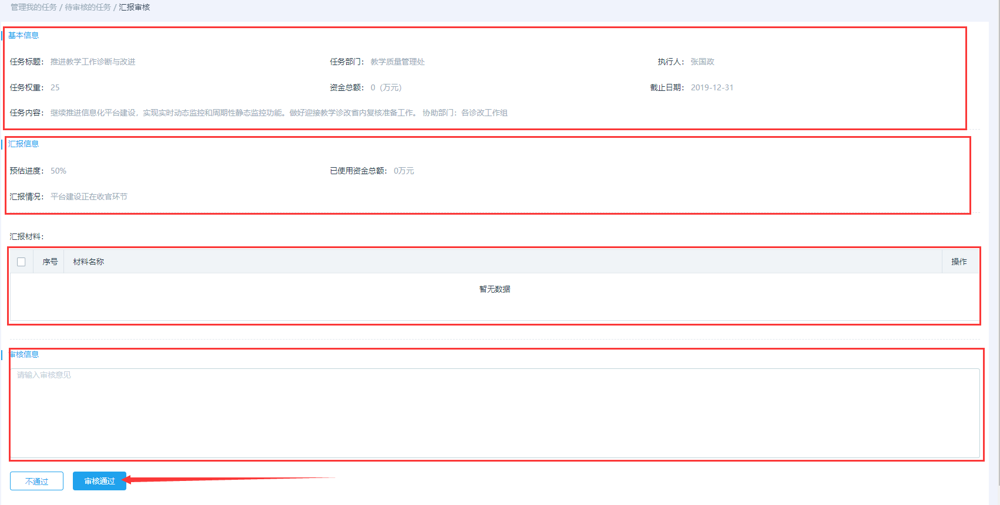 管理我的任务 / 待审核的任务 / 汇报审核
基本信息
任务标题： 推进教学工作诊断与改进 任务部门： 教学质量管理处 执行人： 张国政
任务权重： 25 资金总额： 0（万元） 截止日期： 2019-12-31
任务内容： 继续推进信息化平台建设，实现实时动态监控和周期性静态监控功能。做好迎接教学诊改省内复核准备工作。 协助部门：各诊改工作组
汇报信息
预估进度： 50% 已使用资金总额： 0万元
汇报情况： 平台建设正在收官环节
汇报材料：
序号 材料名称 操作
暂无数据
审核信息
请输入审核意见
不通过 审核通过